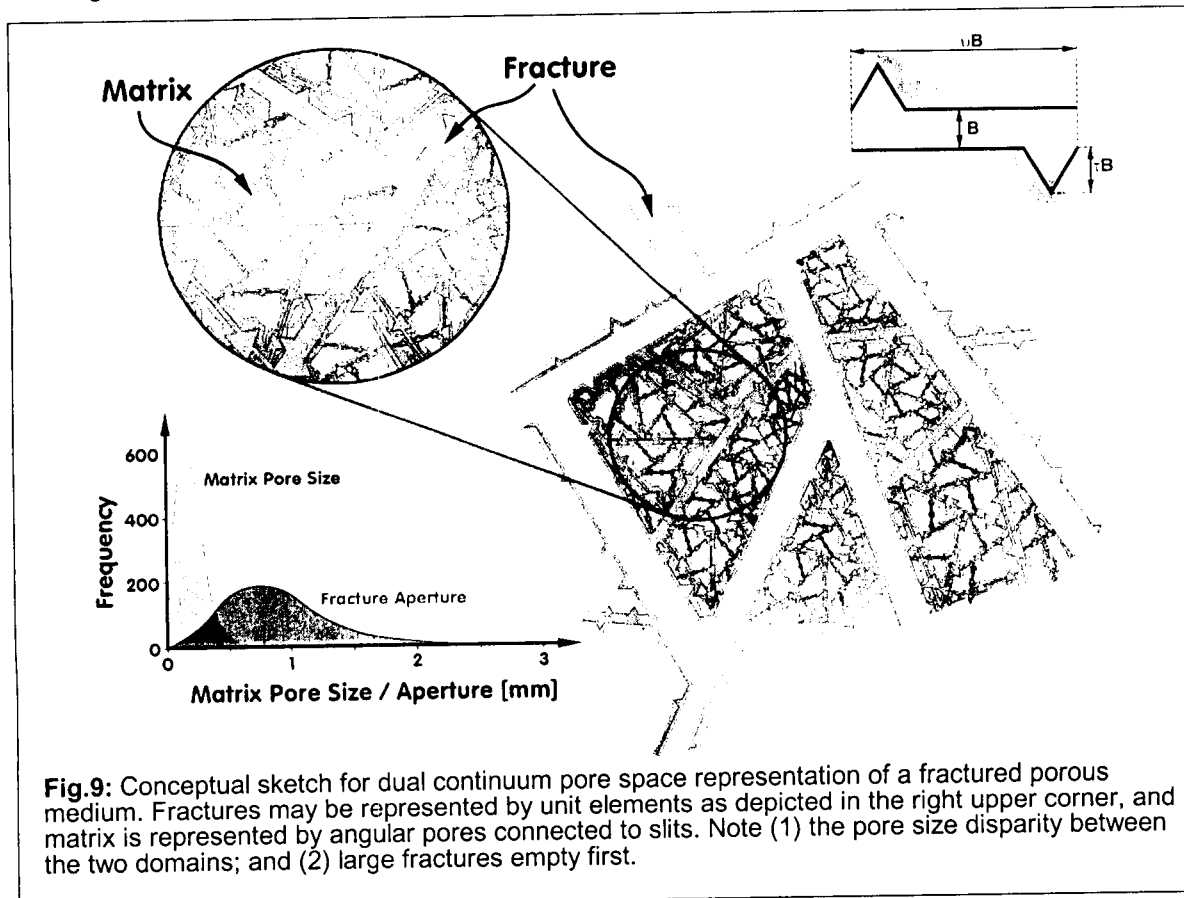 Matrix
Fracture
υB
B
τB
600
400
200
0
Frequency
Matrix Pore Size
Fracture Aperture
0 1 2 3
Matrix Pore Size / Aperture [mm]
Fig.9: Conceptual sketch for dual continuum pore space representation of a fractured porous
medium. Fractures may be represented by unit elements as depicted in the right upper corner, and
matrix is represented by angular pores connected to slits. Note (1) the pore size disparity between
the two domains; and (2) large fractures empty first.